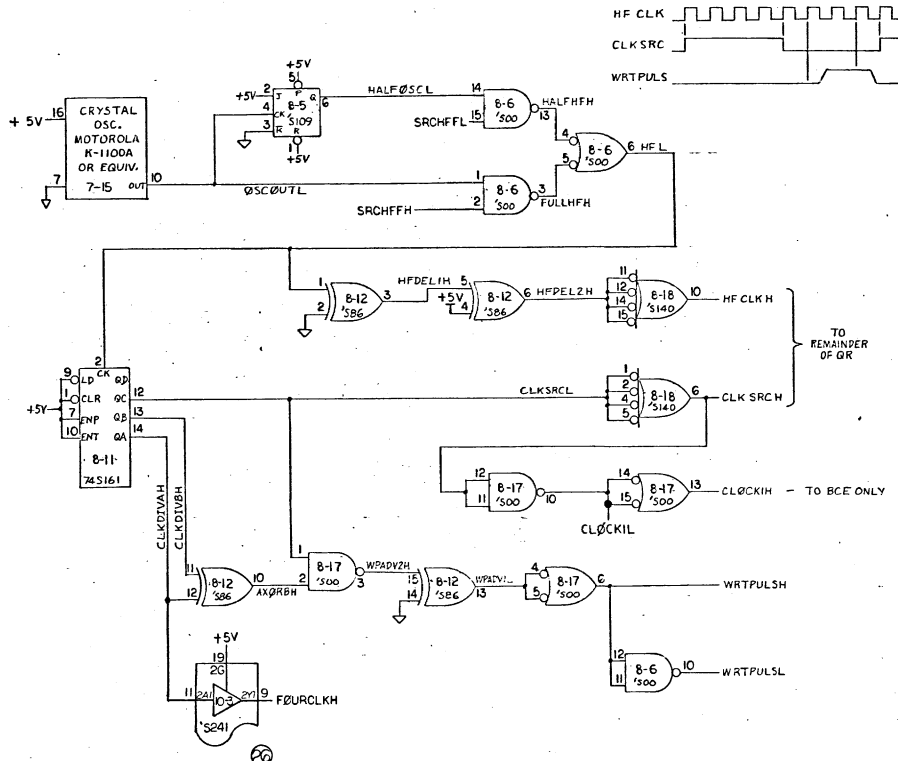 HF CLK
CLKSRC
WRTPULS
+5V
5
2
+5V
J
P
Q
6
HALFØSCL
14
8-5
4
CK
'S109
3
K
R
1
+5V
SRCHFFL
15
8-6
'S00
HALFHFH
13
4
8-6
'S00
6
HFL
5
16
+ 5V
CRYSTAL
OSC.
MOTOROLA
K-1100A
OR EQUIV.
7
7-15
OUT
10
ØSCØUTL
1
8-6
'S00
3
FULLHFH
SRCHFFH
2
1
2
8-12
'S86
3
HFDEL1H
5
+5V
4
8-12
'S86
6
HFDEL2H
11
12
14
15
8-18
'S140
10
HFCLKH
TO
REMAINDER
OF QR
2
CK
9
LD
QD
1
CLR
QC
12
+5V
7
ENP
QB
13
10
ENT
QA
14
8-11
74S161
CLKSRCL
1
2
4
5
8-18
'S140
6
CLKSRCH
12
11
8-17
'S00
10
14
15
8-17
'S00
13
CLØCKIH - TO BCE ONLY
CLØCKIL
CLKDIVAH
CLKDIVBH
11
12
8-12
'S86
10
AXØRBH
1
2
8-17
'S00
3
WPADV2H
15
14
8-12
'S86
13
WPADV1L
4
5
8-17
'S00
6
WRTPULSH
12
11
8-6
'S00
10
WRTPULSL
+5V
19
2G
11
2A1
10-3
2Y1
9
FØURCLKH
'S241